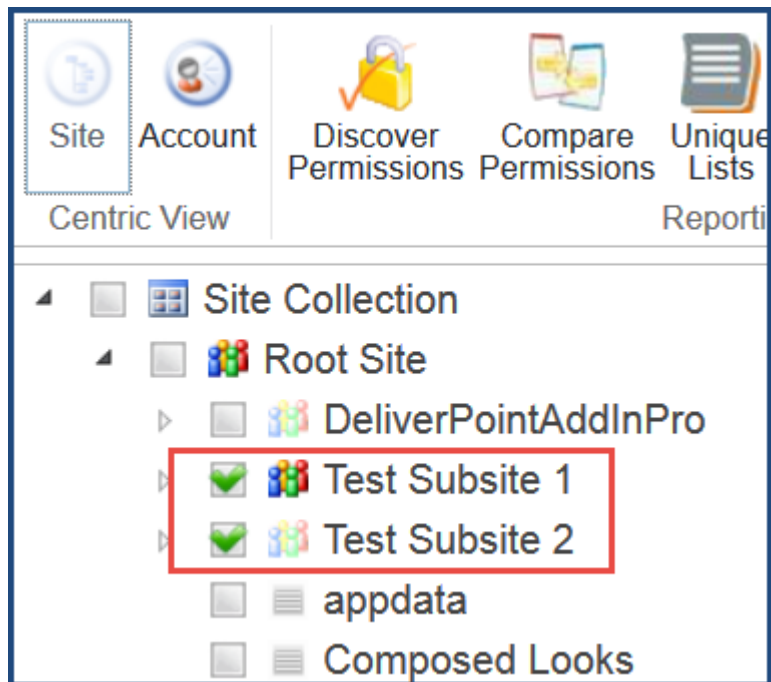 Site Account Discover Permissions Compare Permissions Unique Lists
Centric View Reporti
Site Collection
Root Site
DeliverPointAddInPro
Test Subsite 1
Test Subsite 2
appdata
Composed Looks